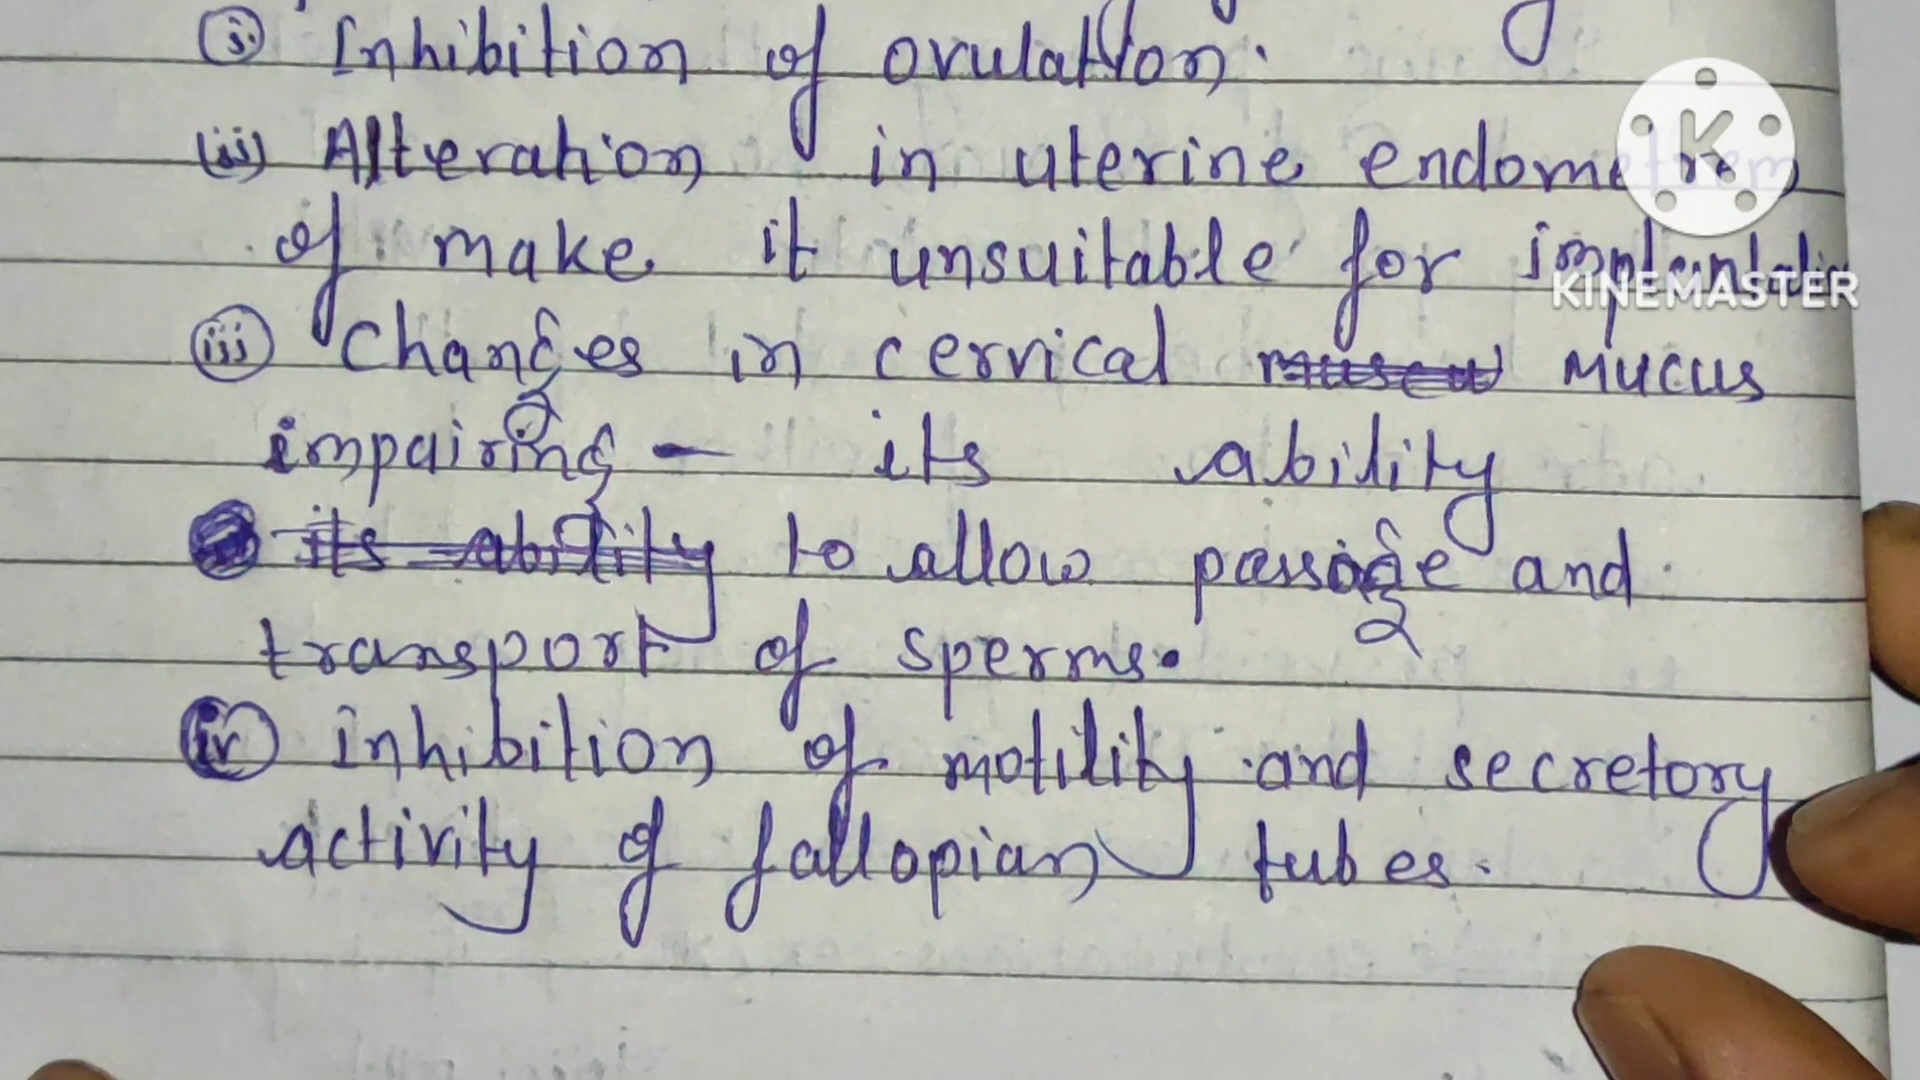 (i) Inhibition of ovulation.
(ii) Alteration in uterine
of make it unsuitable for implantation
(iii) Changes in cervical mucus
impairing - its ability
its ability to allow passage and
transport of sperms.
(iv) inhibition of motility and secretory
activity of fallopian tubes.
K
KINEMASTER